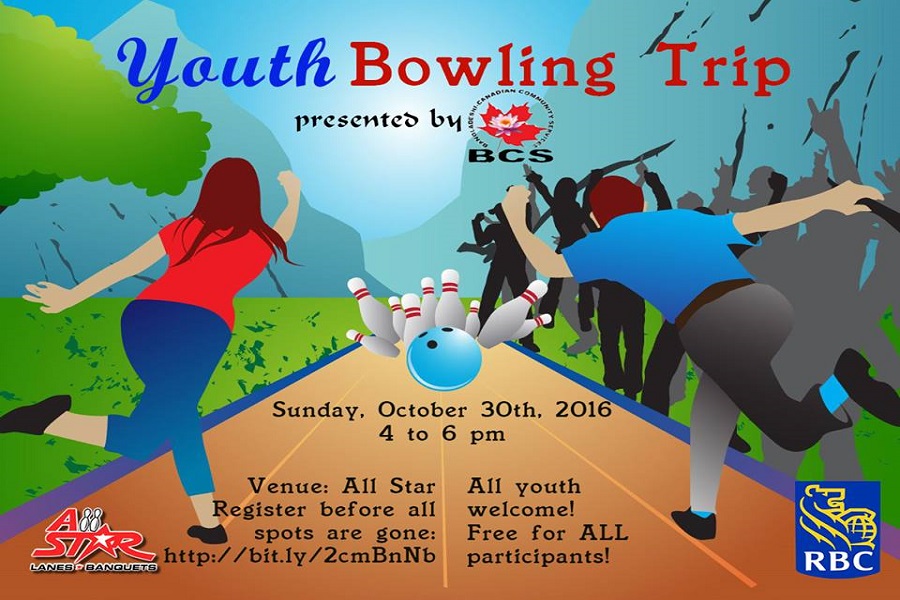 Youth Bowling Trip
presented by
BANGLADESHI-CANADIAN COMMUNITY SERVICES
BCS
Sunday, October 30th, 2016
4 to 6 pm
Venue: All Star
Register before all
spots are gone:
http://bit.ly/2cmBnNb
All youth
welcome!
Free for ALL
participants!
All
STAR
LANES & BANQUETS
RBC